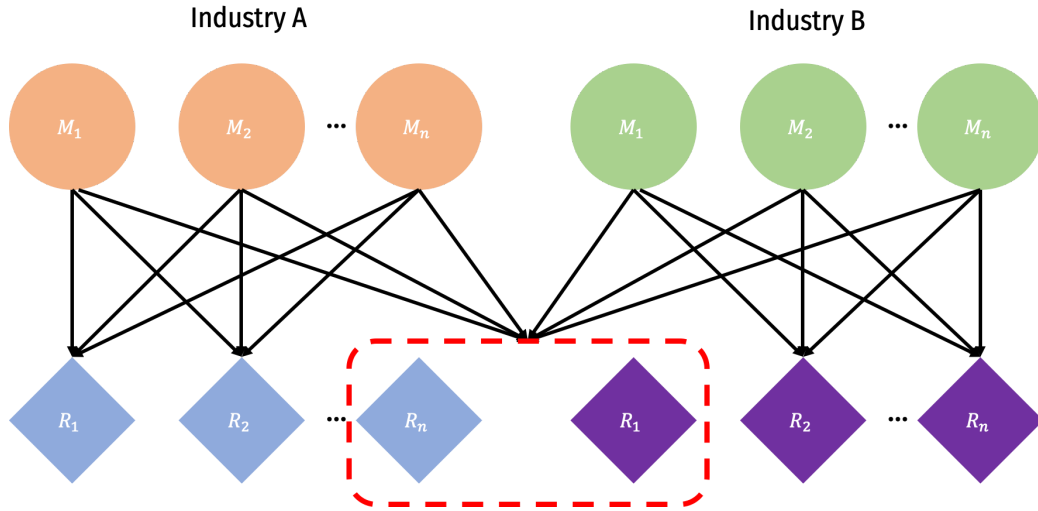 Industry A
Industry B
M₁ M₂ ... Mₙ M₁ M₂ ... Mₙ
R₁ R₂ ... Rₙ R₁ R₂ ... Rₙ